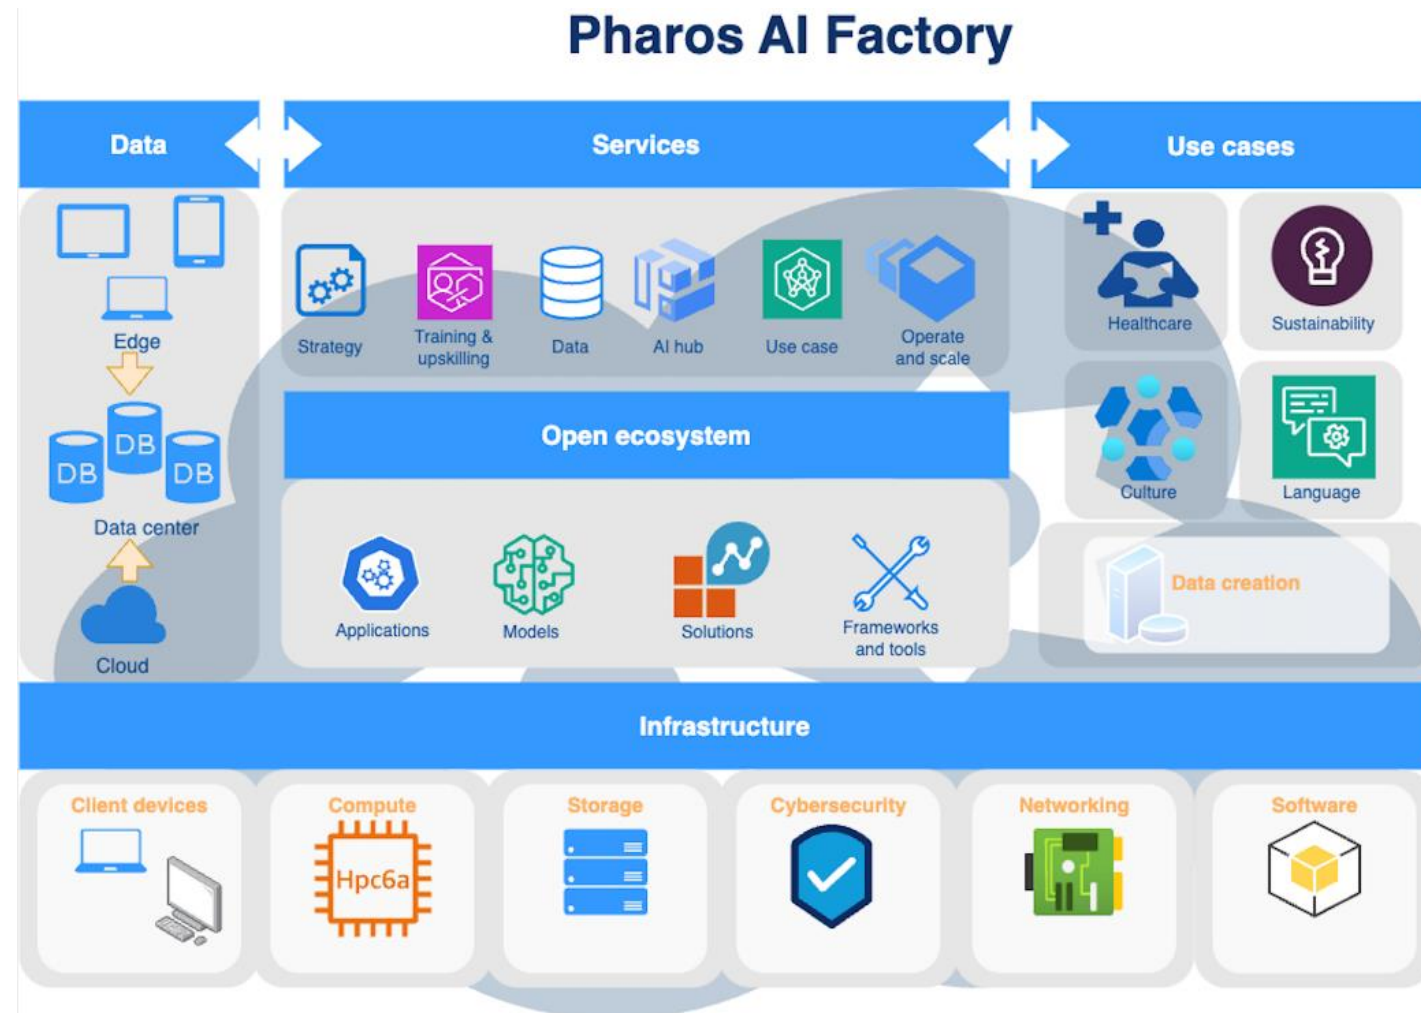 Pharos AI Factory
Data
Services
Use cases
Edge
DB
DB
DB
Data center
Cloud
Strategy
Training &
upskilling
Data
AI hub
Use case
Operate
and scale
Open ecosystem
Applications
Models
Solutions
Frameworks
and tools
Healthcare
Sustainability
Culture
Language
Data creation
Infrastructure
Client devices
Compute
Hpc6a
Storage
Cybersecurity
Networking
Software